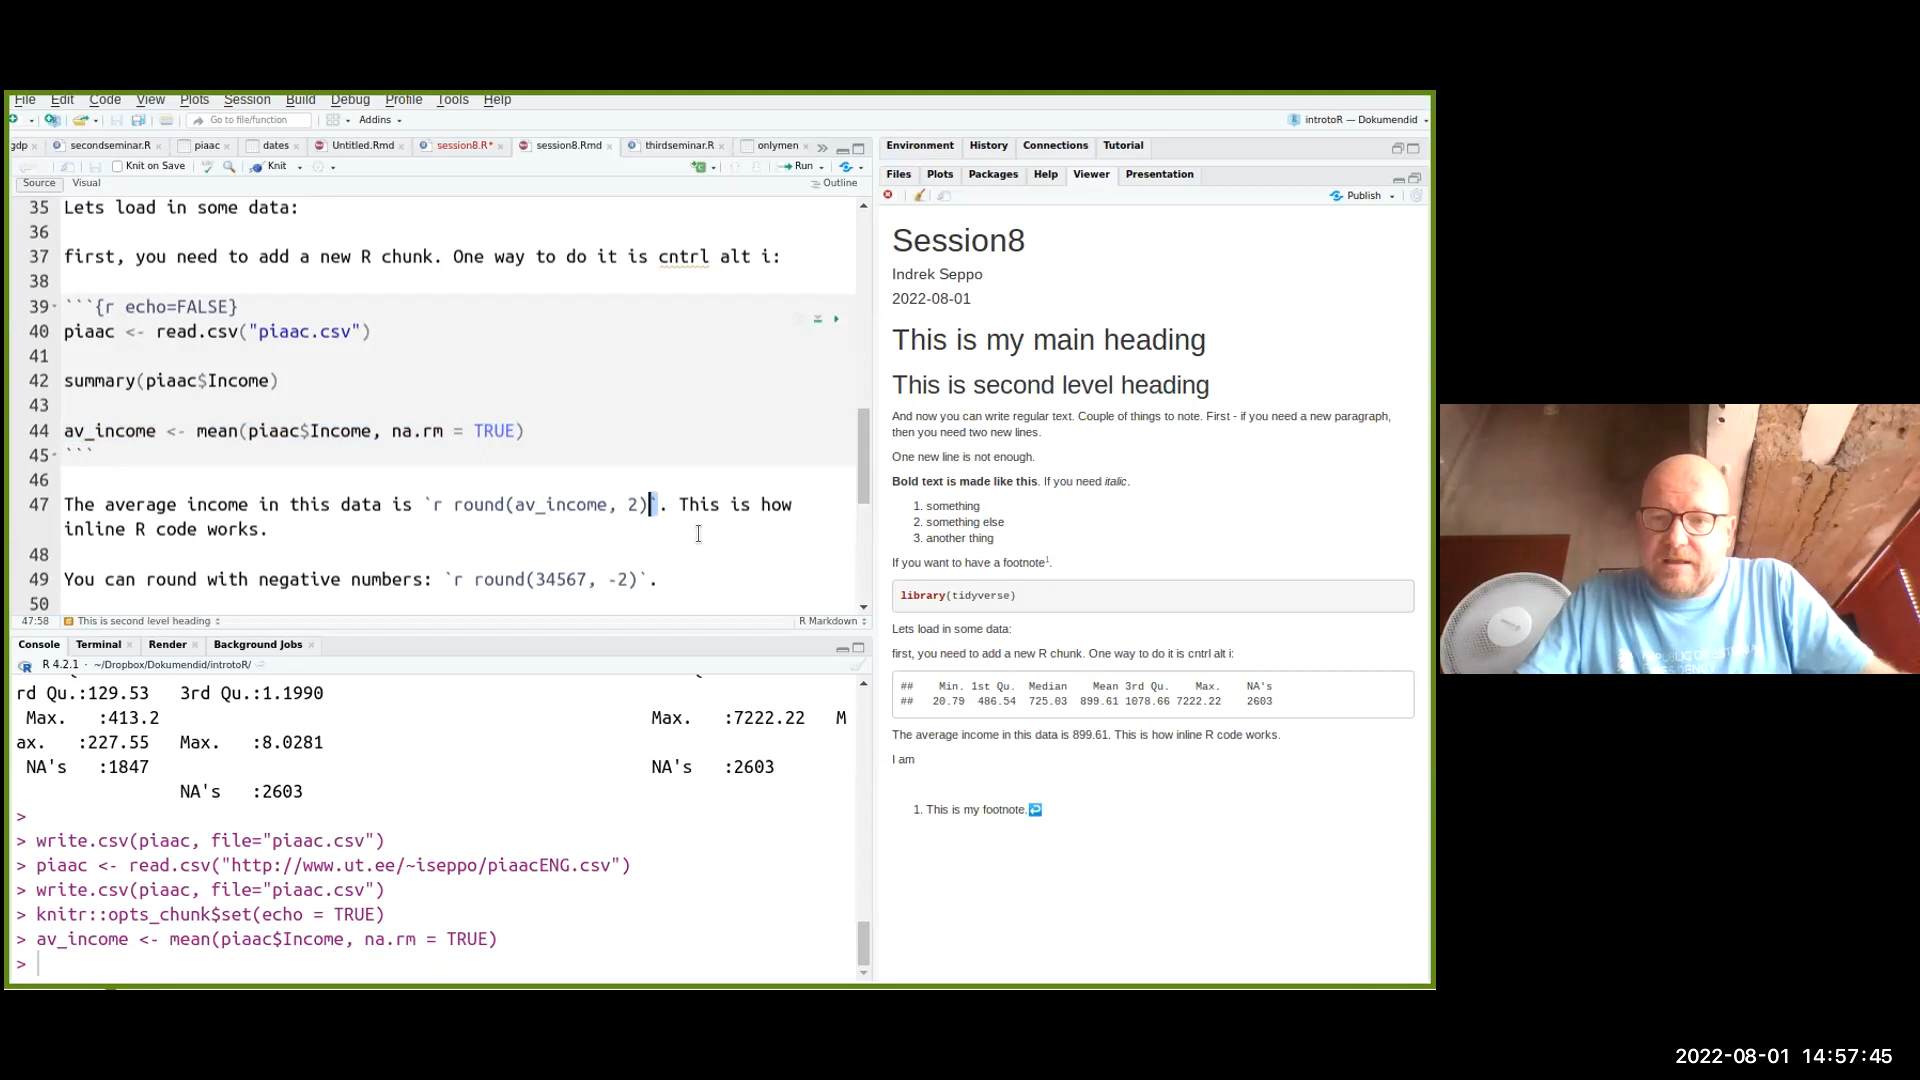 File Edit Code View Plots Session Build Debug Profile Tools Help
Go to file/function Addins introtoR — Dokumendid
gdp secondseminar.R piaac dates Untitled.Rmd session8.R* session8.Rmd thirdseminar.R onlymen
Knit on Save Knit Run
Source Visual Outline
35 Lets load in some data:
36
37 first, you need to add a new R chunk. One way to do it is cntrl alt i:
38
39 ```{r echo=FALSE}
40 piaac <- read.csv("piaac.csv")
41
42 summary(piaac$Income)
43
44 av_income <- mean(piaac$Income, na.rm = TRUE)
45 ```
46
47 The average income in this data is `r round(av_income, 2)`. This is how
inline R code works.
48
49 You can round with negative numbers: `r round(34567, -2)`.
50
47:58 This is second level heading R Markdown
Console Terminal Render Background Jobs
R 4.2.1 · ~/Dropbox/Dokumendid/introtoR/
rd Qu.:129.53 3rd Qu.:1.1990
Max. :413.2 Max. :7222.22 M
ax. :227.55 Max. :8.0281
NA's :1847 NA's :2603
NA's :2603
>
> write.csv(piaac, file="piaac.csv")
> piaac <- read.csv("http://www.ut.ee/~iseppo/piaacENG.csv")
> write.csv(piaac, file="piaac.csv")
> knitr::opts_chunk$set(echo = TRUE)
> av_income <- mean(piaac$Income, na.rm = TRUE)
>
Environment History Connections Tutorial
Files Plots Packages Help Viewer Presentation
Publish
Session8
Indrek Seppo
2022-08-01
This is my main heading
This is second level heading
And now you can write regular text. Couple of things to note. First - if you need a new paragraph,
then you need two new lines.
One new line is not enough.
Bold text is made like this. If you need italic.
1. something
2. something else
3. another thing
If you want to have a footnote1.
library(tidyverse)
Lets load in some data:
first, you need to add a new R chunk. One way to do it is cntrl alt i:
## Min. 1st Qu. Median Mean 3rd Qu. Max. NA's
## 20.79 486.54 725.03 899.61 1078.66 7222.22 2603
The average income in this data is 899.61. This is how inline R code works.
I am
1. This is my footnote.
2022-08-01 14:57:45